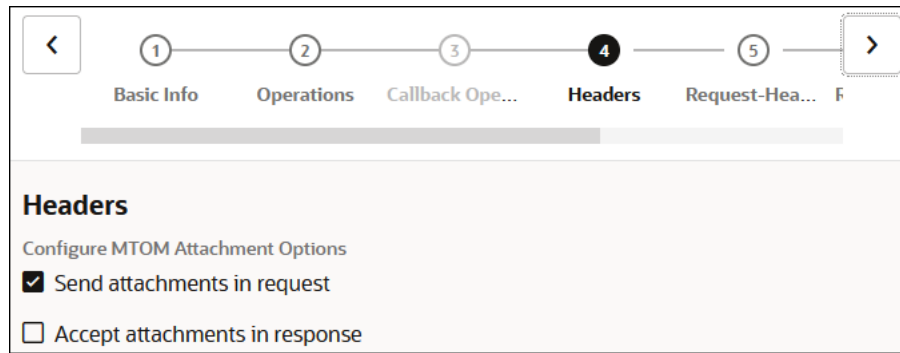 1 2 3 4 5
Basic Info Operations Callback Ope... Headers Request-Hea...
Headers
Configure MTOM Attachment Options
Send attachments in request
Accept attachments in response